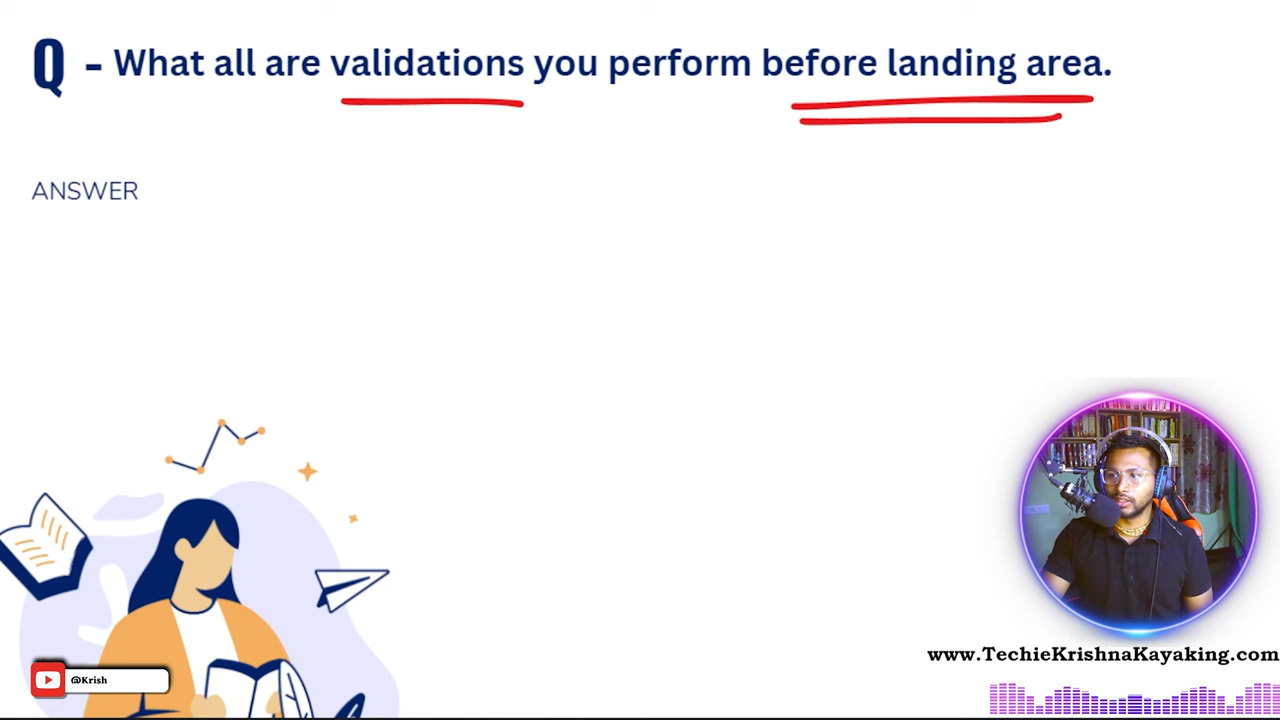 Q - What all are validations you perform before landing area.
ANSWER
www.TechieKrishnaKayaking.com
@Krish